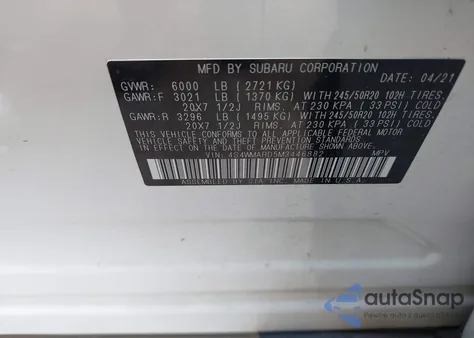 MFD BY SUBARU CORPORATION
DATE: 04/21
GVWR: 6000 LB (2721 KG)
GAWR:F 3021 LB (1370 KG) WITH 245/50R20 102H TIRES.
20X7 1/2J RIMS. AT 230 KPA (33 PSI) COLD
GAWR:R 3296 LB (1495 KG) WITH 245/50R20 102H TIRES.
20X7 1/2J RIMS. AT 230 KPA (33 PSI) COLD
THIS VEHICLE CONFORMS TO ALL APPLICABLE FEDERAL MOTOR
VEHICLE SAFETY STANDARDS
IN EFFECT ON THE DATE OF MANUFACTURE SHOWN ABOVE.
VIN: 4S4WMARD5M3446882 MPV
ASSEMBLED BY SIA INC. MADE IN U.S.A.
autoSnap